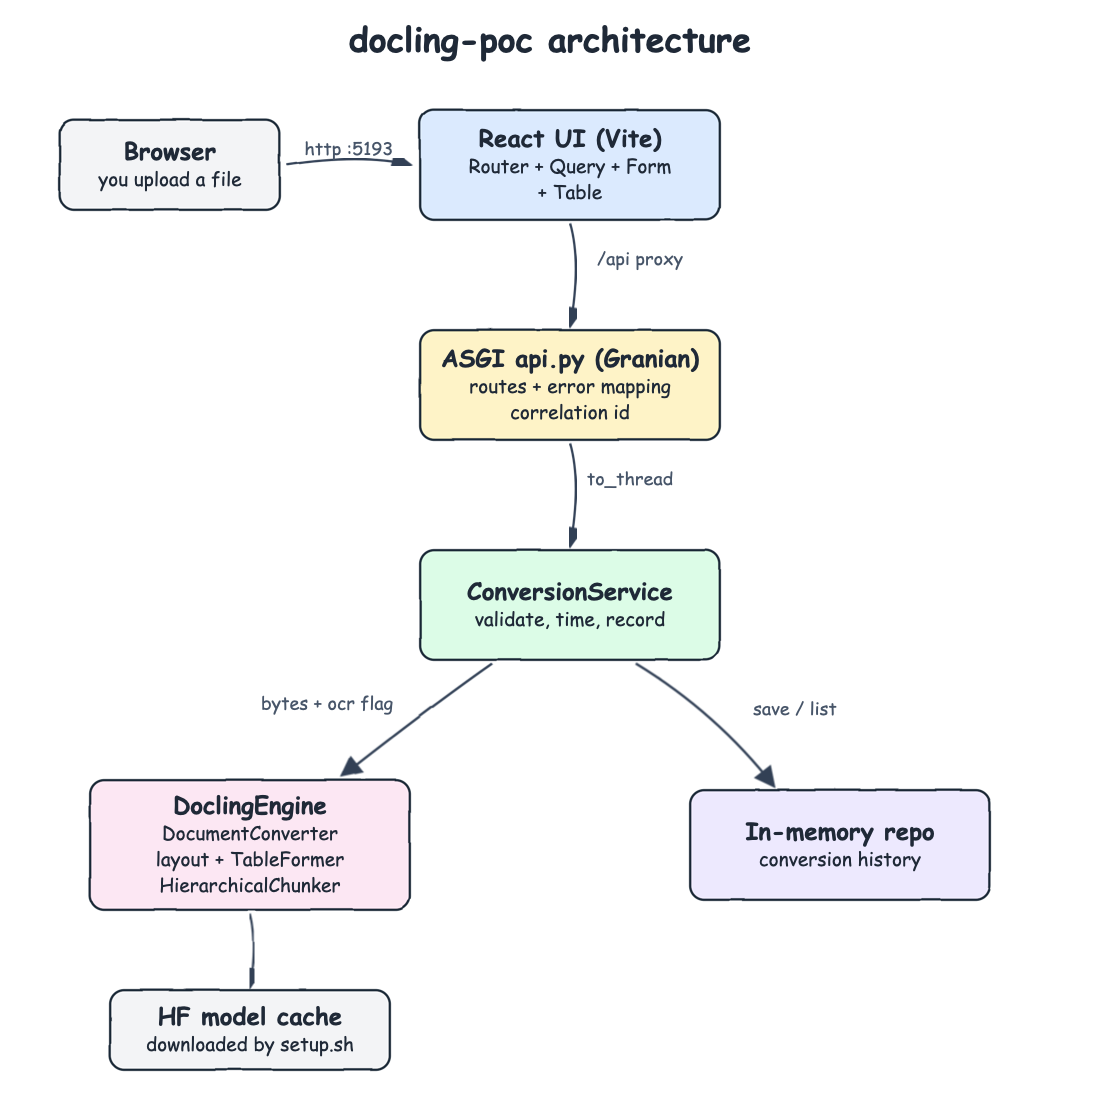 docling-poc architecture
Browser
you upload a file
http :5193
React UI (Vite)
Router + Query + Form
+ Table
/api proxy
ASGI api.py (Granian)
routes + error mapping
correlation id
to_thread
ConversionService
validate, time, record
bytes + ocr flag
save / list
DoclingEngine
DocumentConverter
layout + TableFormer
HierarchicalChunker
In-memory repo
conversion history
HF model cache
downloaded by setup.sh